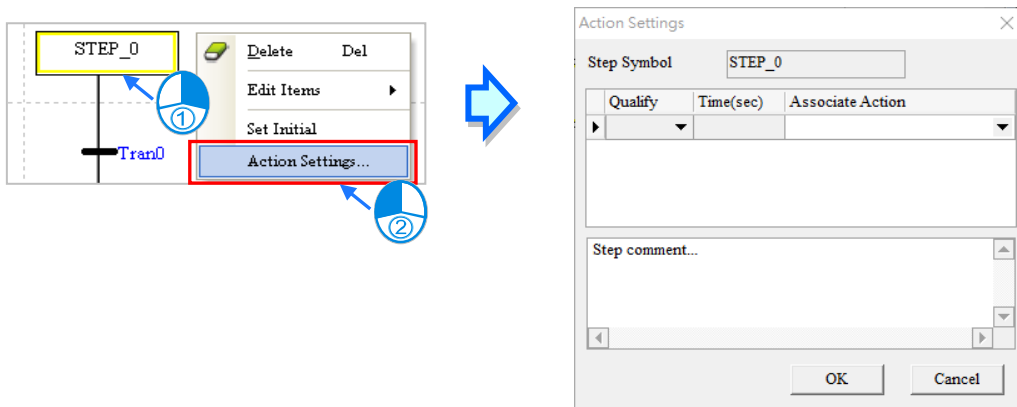 STEP_0
Delete Del
Edit Items
Set Initial
Action Settings...
Tran0
①
②
Action Settings
Step Symbol STEP_0
Qualify Time(sec) Associate Action
Step comment...
OK Cancel